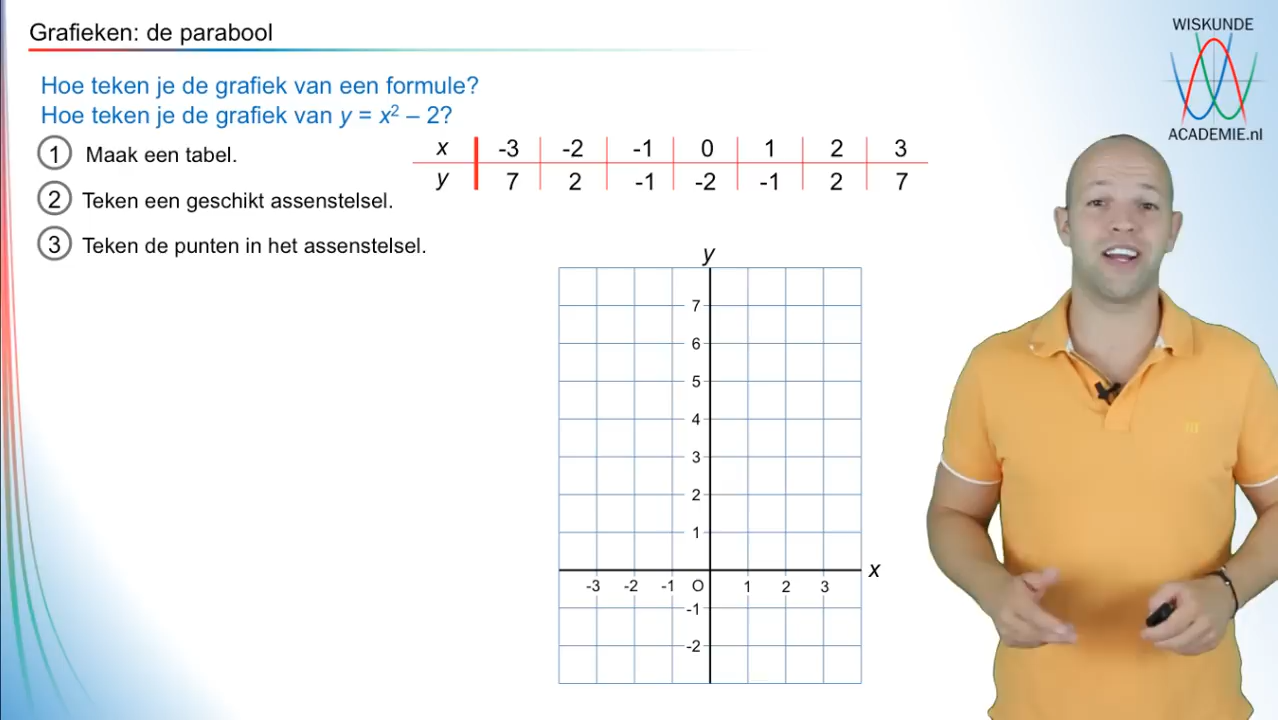 Grafieken: de parabool
WISKUNDE
ACADEMIE.nl
Hoe teken je de grafiek van een formule?
Hoe teken je de grafiek van y = x² – 2?
1 Maak een tabel.
2 Teken een geschikt assenstelsel.
3 Teken de punten in het assenstelsel.
x -3 -2 -1 0 1 2 3
y 7 2 -1 -2 -1 2 7
y
7
6
5
4
3
2
1
x
-3 -2 -1 O 1 2 3
-1
-2